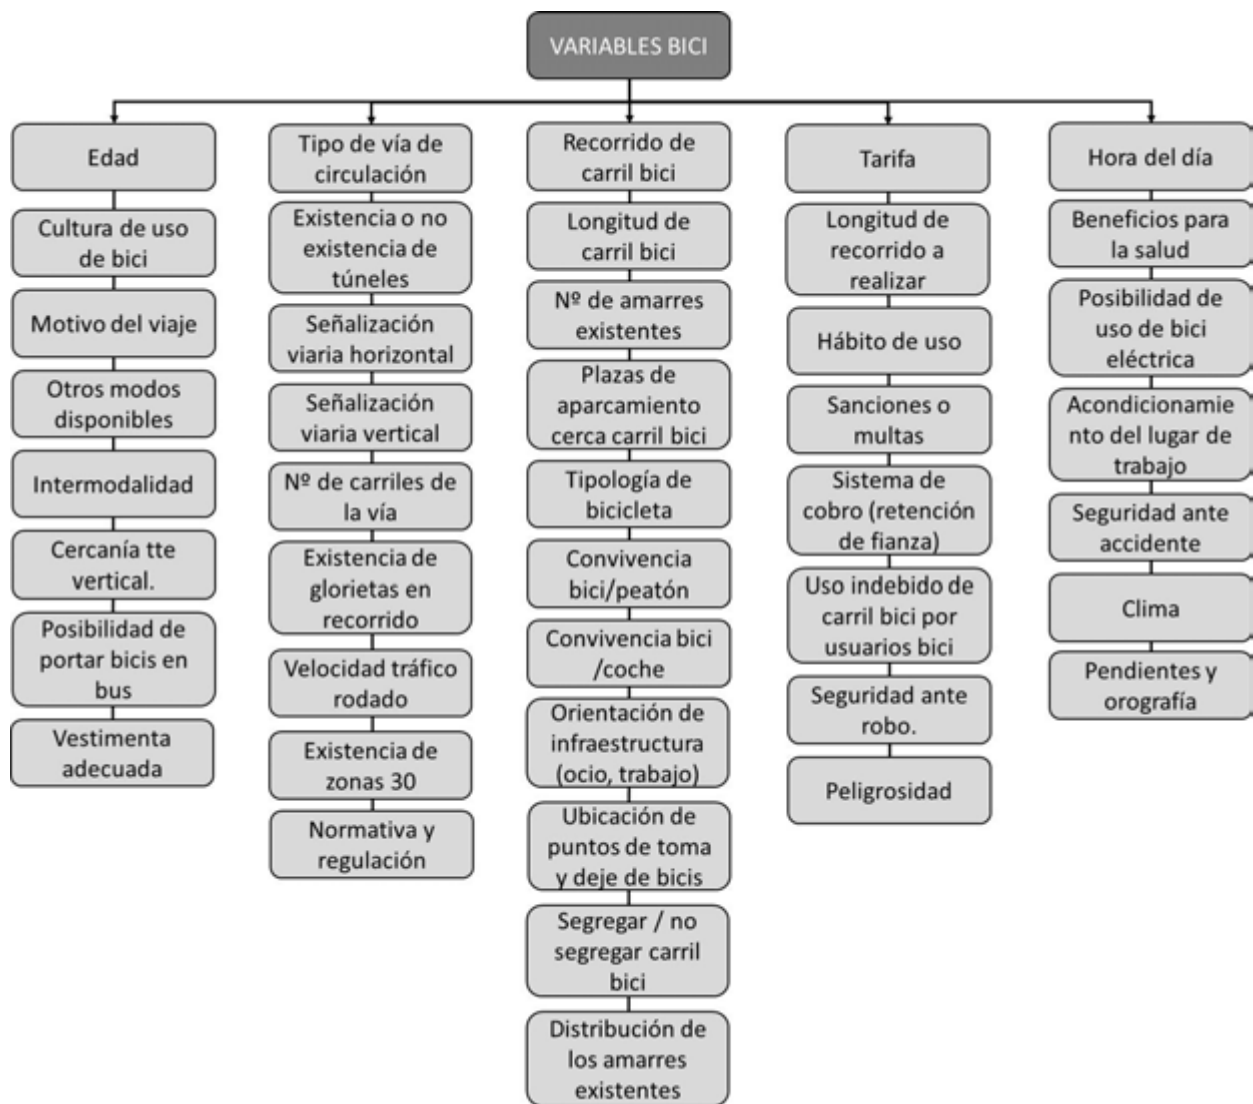 VARIABLES BICI
Edad
Cultura de uso
de bici
Motivo del viaje
Otros modos
disponibles
Intermodalidad
Cercanía tte
vertical.
Posibilidad de
portar bicis en
bus
Vestimenta
adecuada
Tipo de vía de
circulación
Existencia o no
existencia de
túneles
Señalización
viaria horizontal
Señalización
viaria vertical
Nº de carriles de
la vía
Existencia de
glorietas en
recorrido
Velocidad tráfico
rodado
Existencia de
zonas 30
Normativa y
regulación
Recorrido de
carril bici
Longitud de
carril bici
Nº de amarres
existentes
Plazas de
aparcamiento
cerca carril bici
Tipología de
bicicleta
Convivencia
bici/peatón
Convivencia bici
/coche
Orientación de
infraestructura
(ocio, trabajo)
Ubicación de
puntos de toma
y deje de bicis
Segregar / no
segregar carril
bici
Distribución de
los amarres
existentes
Tarifa
Longitud de
recorrido a
realizar
Hábito de uso
Sanciones o
multas
Sistema de
cobro (retención
de fianza)
Uso indebido de
carril bici por
usuarios bici
Seguridad ante
robo.
Peligrosidad
Hora del día
Beneficios para
la salud
Posibilidad de
uso de bici
eléctrica
Acondicionamie
nto del lugar de
trabajo
Seguridad ante
accidente
Clima
Pendientes y
orografía